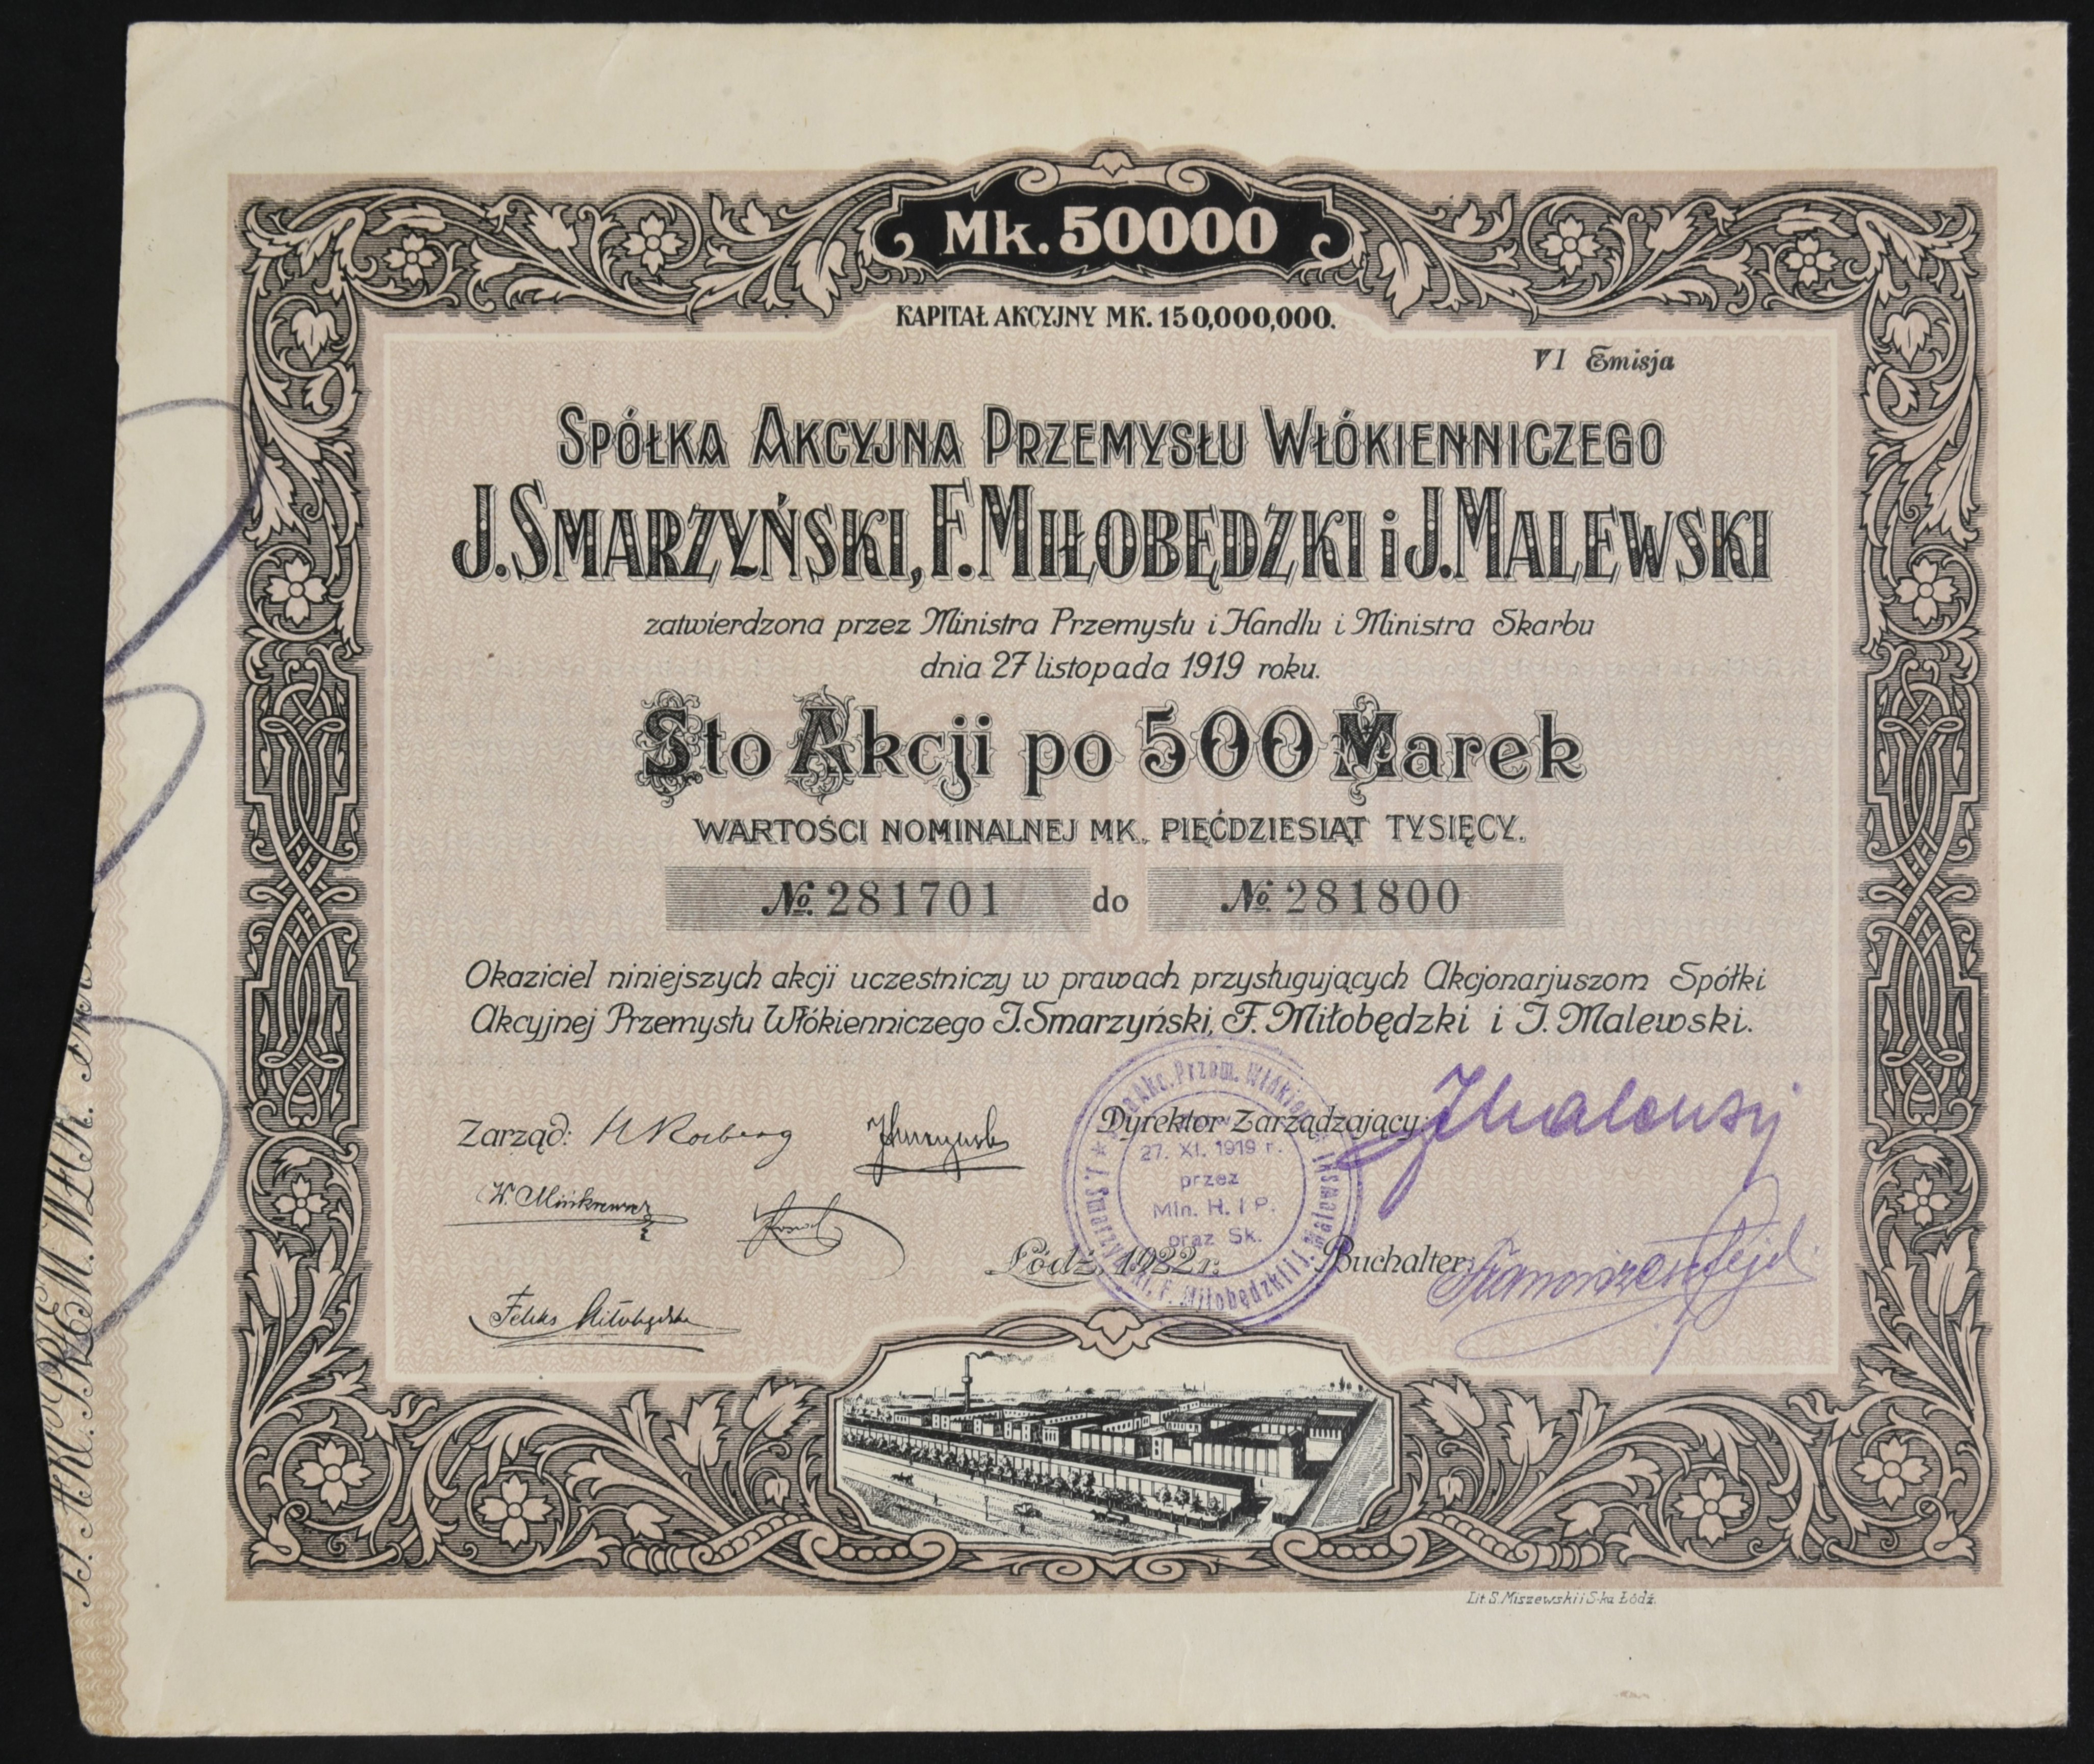 Mk. 50000
KAPITAŁ AKCYJNY MK. 150,000,000.
VI Emisja
SPÓŁKA AKCYJNA PRZEMYSŁU WŁÓKIENNICZEGO
J. SMARZYŃSKI, F. MIŁOBĘDZKI i J. MALEWSKI
zatwierdzona przez Ministra Przemysłu i Handlu i Ministra Skarbu
dnia 27 listopada 1919 roku.
Sto Akcji po 500 Marek
WARTOŚCI NOMINALNEJ MK. PIĘĆDZIESIĄT TYSIĘCY.
№ 281701 do № 281800
Okaziciel niniejszych akcji uczestniczy w prawach przysługujących Akcjonarjuszom Spółki
Akcyjnej Przemysłu Włókienniczego J. Smarzyński, F. Miłobędzki i J. Malewski.
Zarząd:
Dyrektor Zarządzający:
27. XI. 1919 r.
przez
Min. H. i P.
oraz Sk.
Łódź, 1922 r.
Buchalter:
Feliks Miłobędzki
Lit. S. Miszewski i S-ka Łódź.